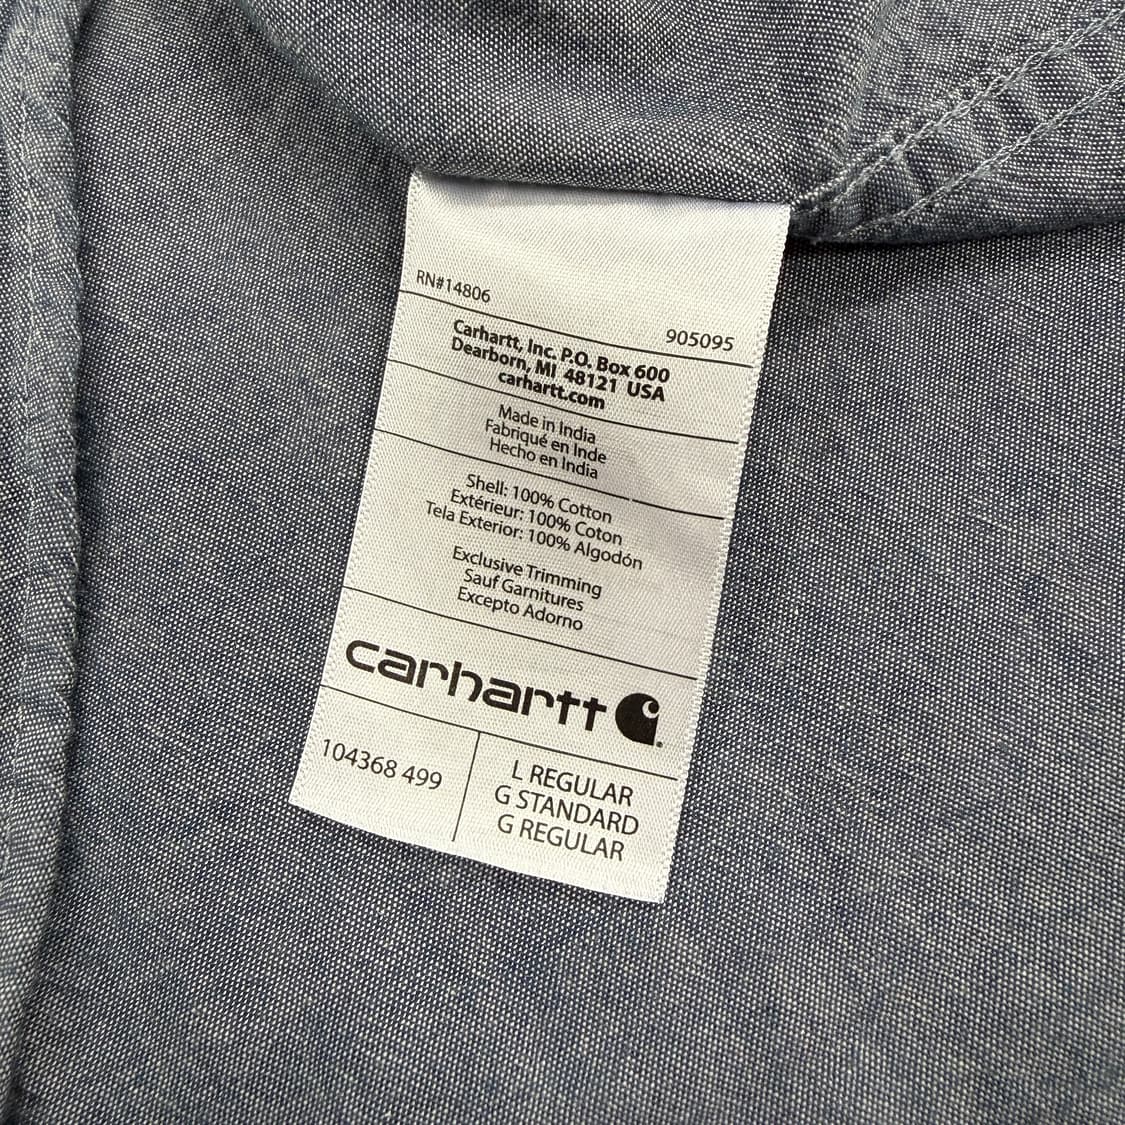 RN#14806
905095
Carhartt, Inc. P.O. Box 600
Dearborn, MI 48121 USA
carhartt.com
Made in India
Fabriqué en Inde
Hecho en India
Shell: 100% Cotton
Extérieur: 100% Coton
Tela Exterior: 100% Algodón
Exclusive Trimming
Sauf Garnitures
Excepto Adorno
carhartt
104368 499
L REGULAR
G STANDARD
G REGULAR